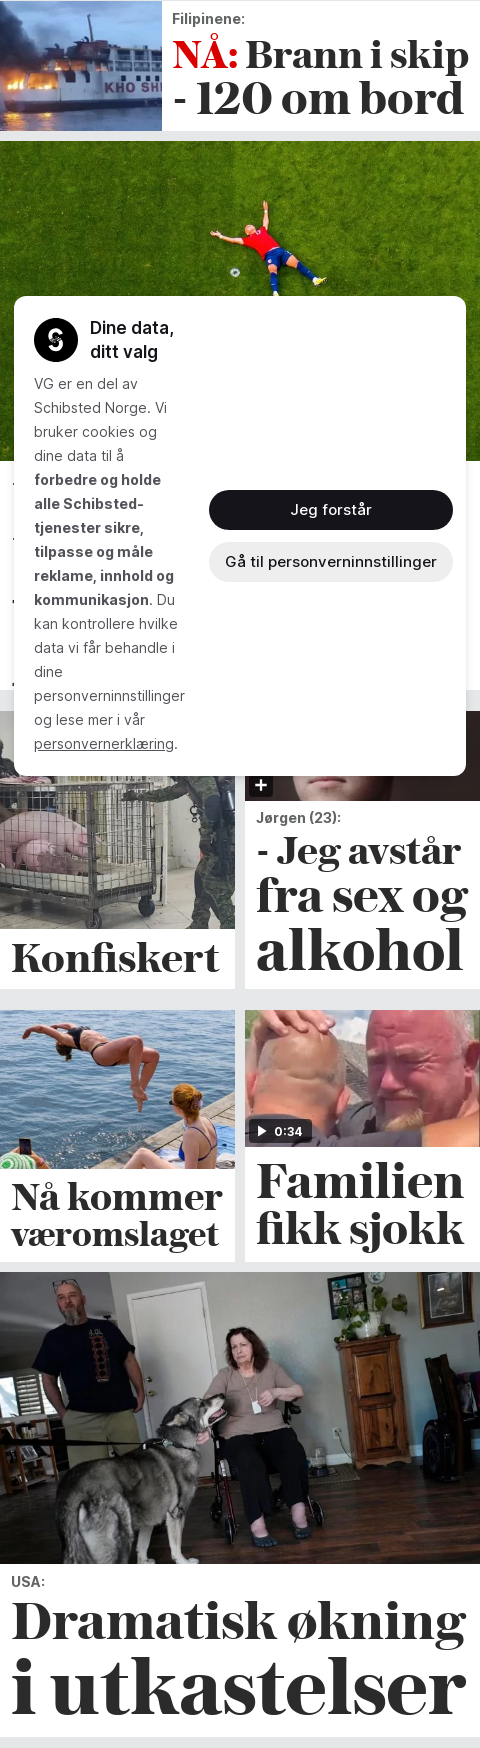 Filipinene:
NÅ: Brann i skip
- 120 om bord
KHO SHI
Dine data,
ditt valg
VG er en del av
Schibsted Norge. Vi
bruker cookies og
dine data til å
forbedre og holde
alle Schibsted-
tjenester sikre,
tilpasse og måle
reklame, innhold og
kommunikasjon. Du
kan kontrollere hvilke
data vi får behandle i
dine
personverninnstillinger
og lese mer i vår
personvernerklæring.
Jeg forstår
Gå til personverninnstillinger
Konfiskert
Jørgen (23):
- Jeg avstår
fra sex og
alkohol
Nå kommer
væromslaget
0:34
Familien
fikk sjokk
USA:
Dramatisk økning
i utkastelser